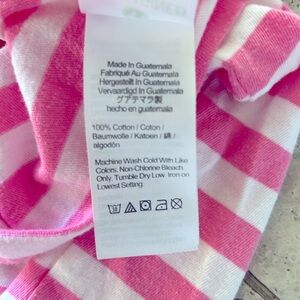 Made In Guatemala
Fabriqué Au Guatemala
Hergestellt in Guatemala
Vervaardigd In Guatemala
グアテマラ製
hecho en guatemala
100% Cotton / Coton /
Baumwolle / Katoen / 綿 /
algodón
Machine Wash Cold With Like
Colors. Non-Chlorine Bleach
Only. Tumble Dry Low. Iron on
Lowest Setting